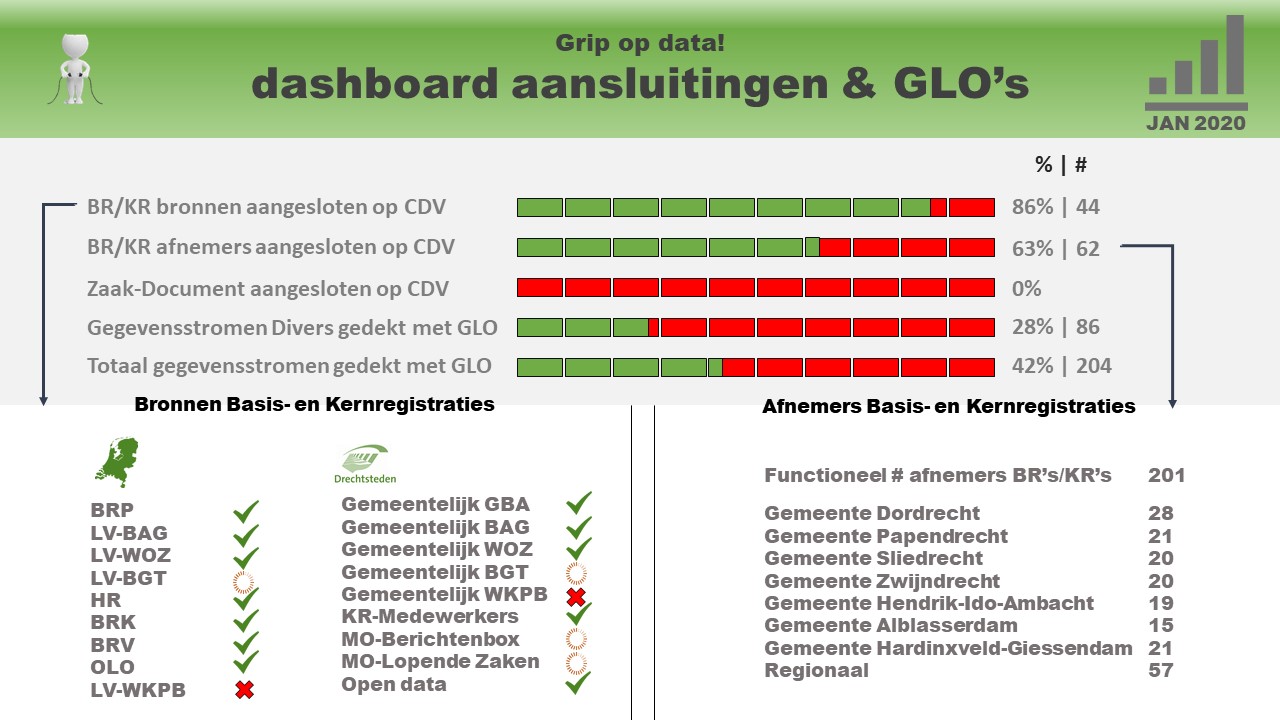 Grip op data!
dashboard aansluitingen & GLO’s
JAN 2020
% | #
BR/KR bronnen aangesloten op CDV 86% | 44
BR/KR afnemers aangesloten op CDV 63% | 62
Zaak-Document aangesloten op CDV 0%
Gegevensstromen Divers gedekt met GLO 28% | 86
Totaal gegevensstromen gedekt met GLO 42% | 204
Bronnen Basis- en Kernregistraties
BRP
LV-BAG
LV-WOZ
LV-BGT
HR
BRK
BRV
OLO
LV-WKPB
Drechtsteden
Gemeentelijk GBA
Gemeentelijk BAG
Gemeentelijk WOZ
Gemeentelijk BGT
Gemeentelijk WKPB
KR-Medewerkers
MO-Berichtenbox
MO-Lopende Zaken
Open data
Afnemers Basis- en Kernregistraties
Functioneel # afnemers BR’s/KR’s 201
Gemeente Dordrecht 28
Gemeente Papendrecht 21
Gemeente Sliedrecht 20
Gemeente Zwijndrecht 20
Gemeente Hendrik-Ido-Ambacht 19
Gemeente Alblasserdam 15
Gemeente Hardinxveld-Giessendam 21
Regionaal 57